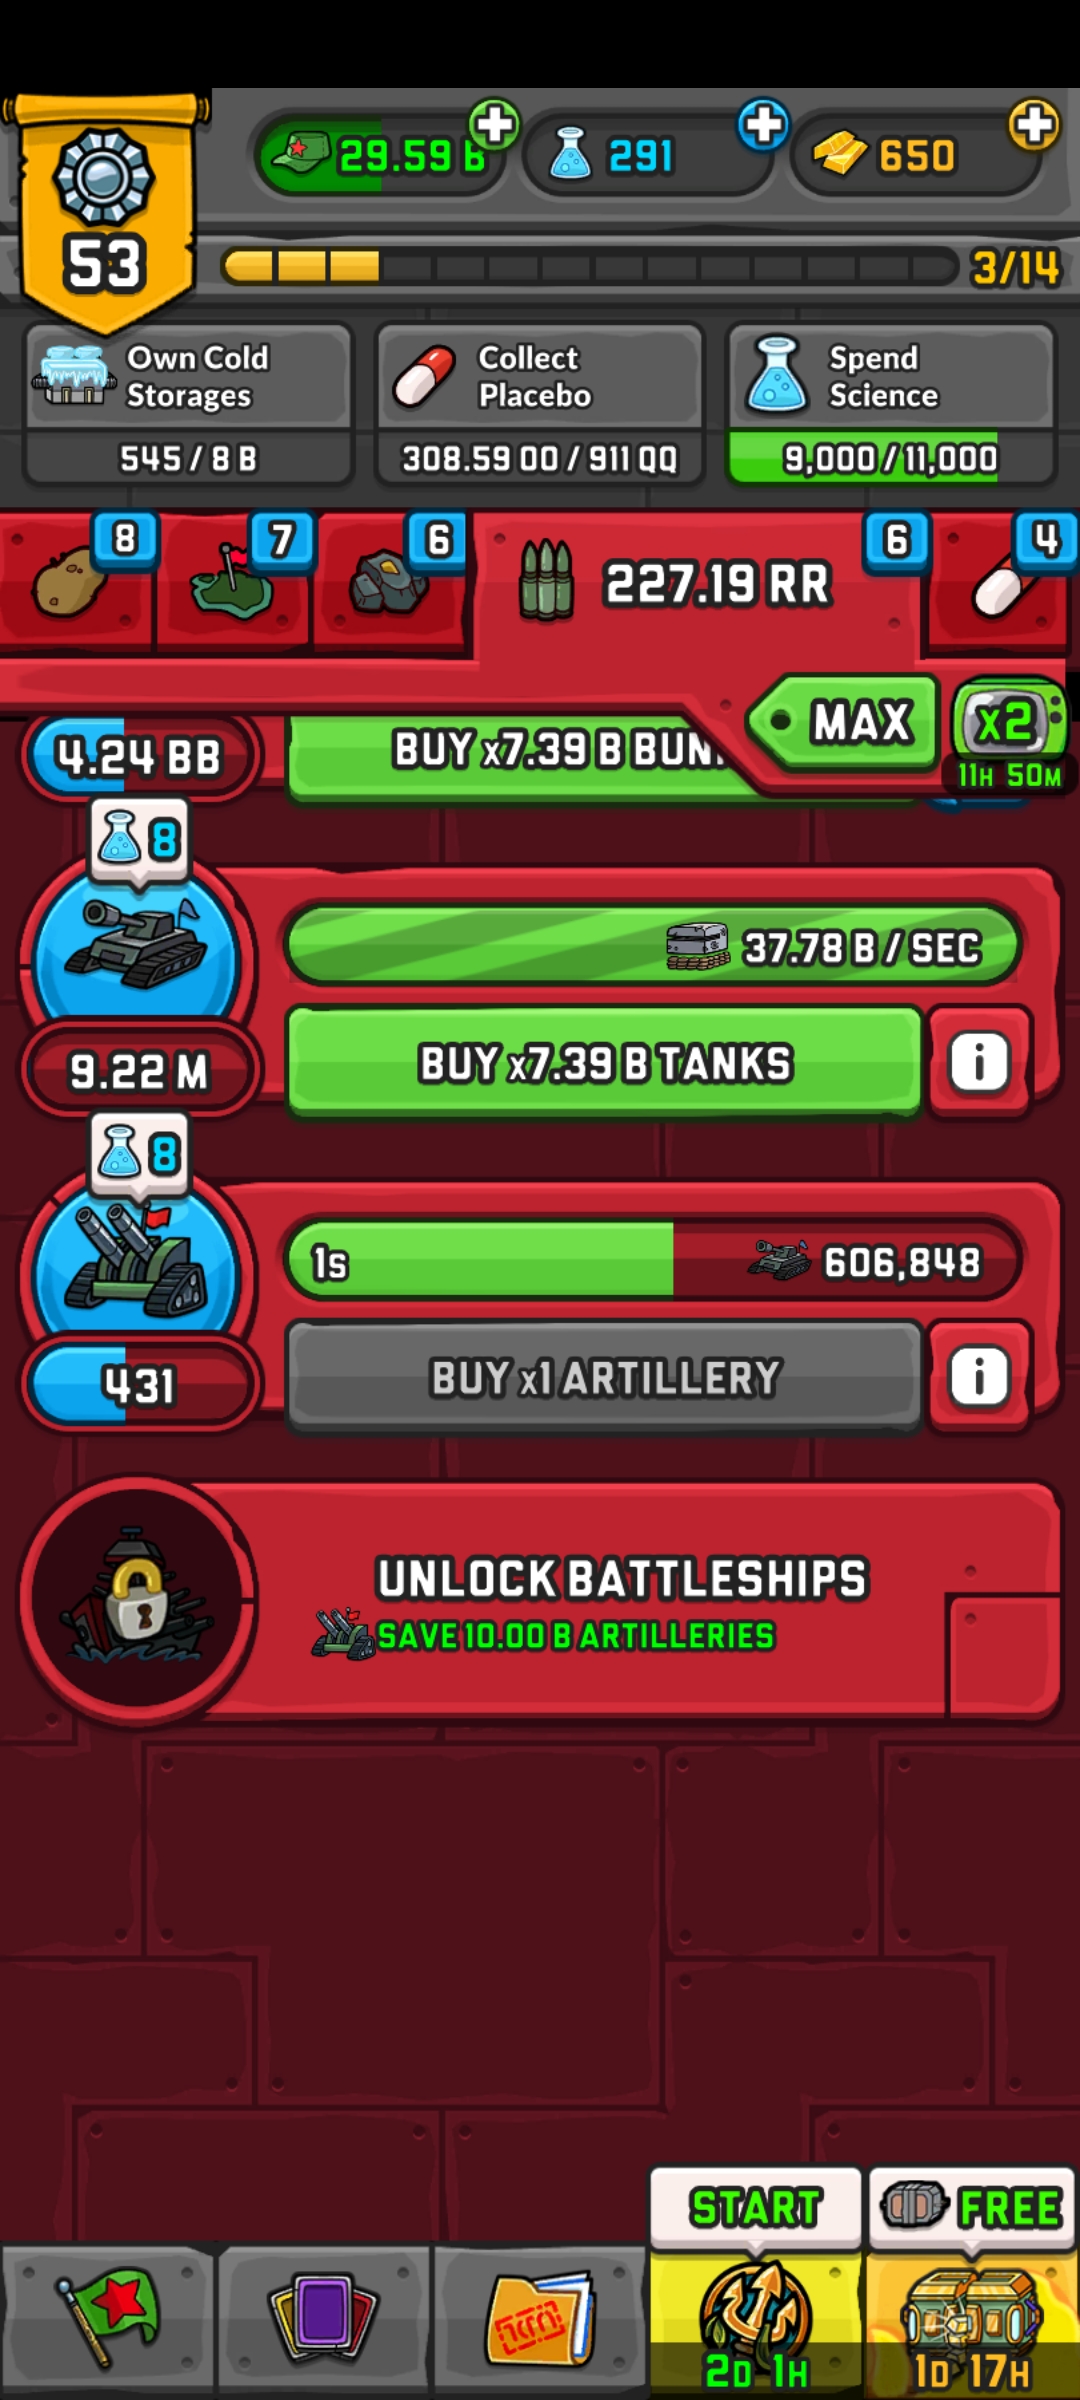 29.59 B
291
650
53
3/14
Own Cold
Storages
545 / 8 B
Collect
Placebo
308.59 OO / 911 QQ
Spend
Science
9,000 / 11,000
8
7
6
227.19 RR
6
4
MAX
x2
11H 50M
4.24 BB
BUY x7.39 B
8
37.78 B / SEC
9.22 M
BUY x7.39 B TANKS
i
8
1s
606,848
431
BUY x1 ARTILLERY
i
UNLOCK BATTLESHIPS
SAVE 10.00 B ARTILLERIES
START
FREE
2D 1H
1D 17H